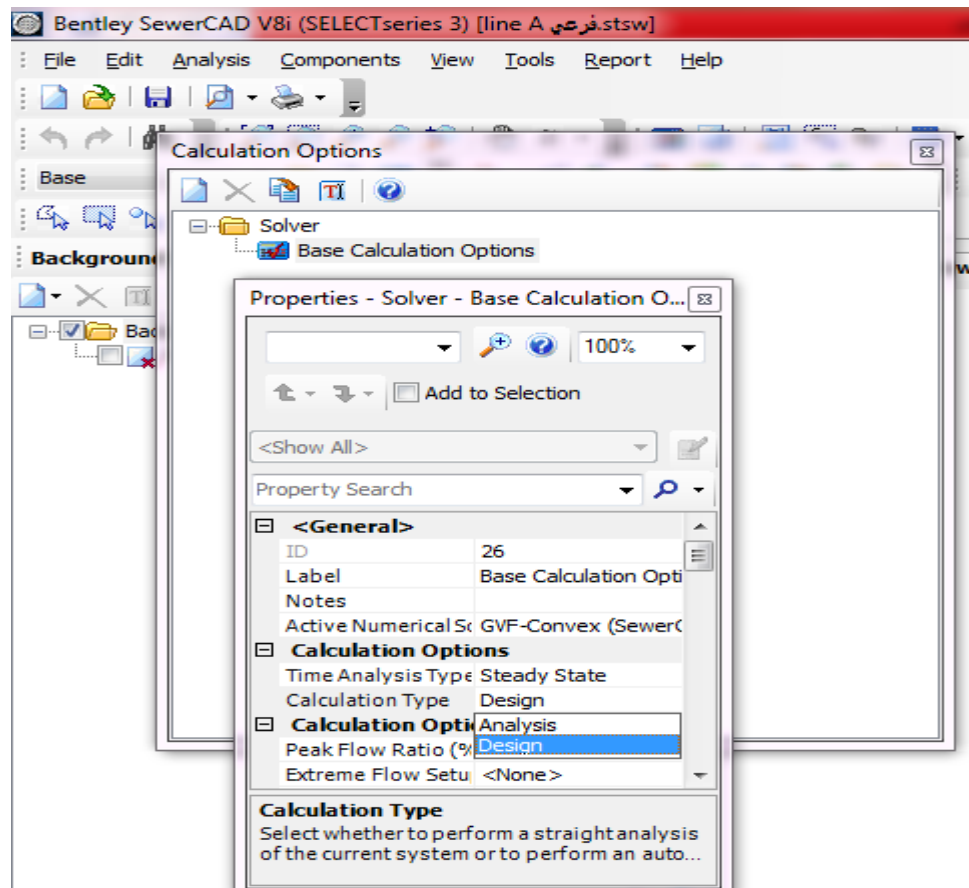 Bentley SewerCAD V8i (SELECTseries 3) [line A فرعي.stsw]
File Edit Analysis Components View Tools Report Help
Calculation Options
Base
Solver
Base Calculation Options
Background
Bac
Properties - Solver - Base Calculation O...
100%
Add to Selection
<Show All>
Property Search
<General>
ID 26
Label Base Calculation Opti
Notes
Active Numerical So GVF-Convex (SewerC
Calculation Options
Time Analysis Type Steady State
Calculation Type Design
Calculation Optio Analysis
Design
Peak Flow Ratio (%
Extreme Flow Setu <None>
Calculation Type
Select whether to perform a straight analysis
of the current system or to perform an auto...